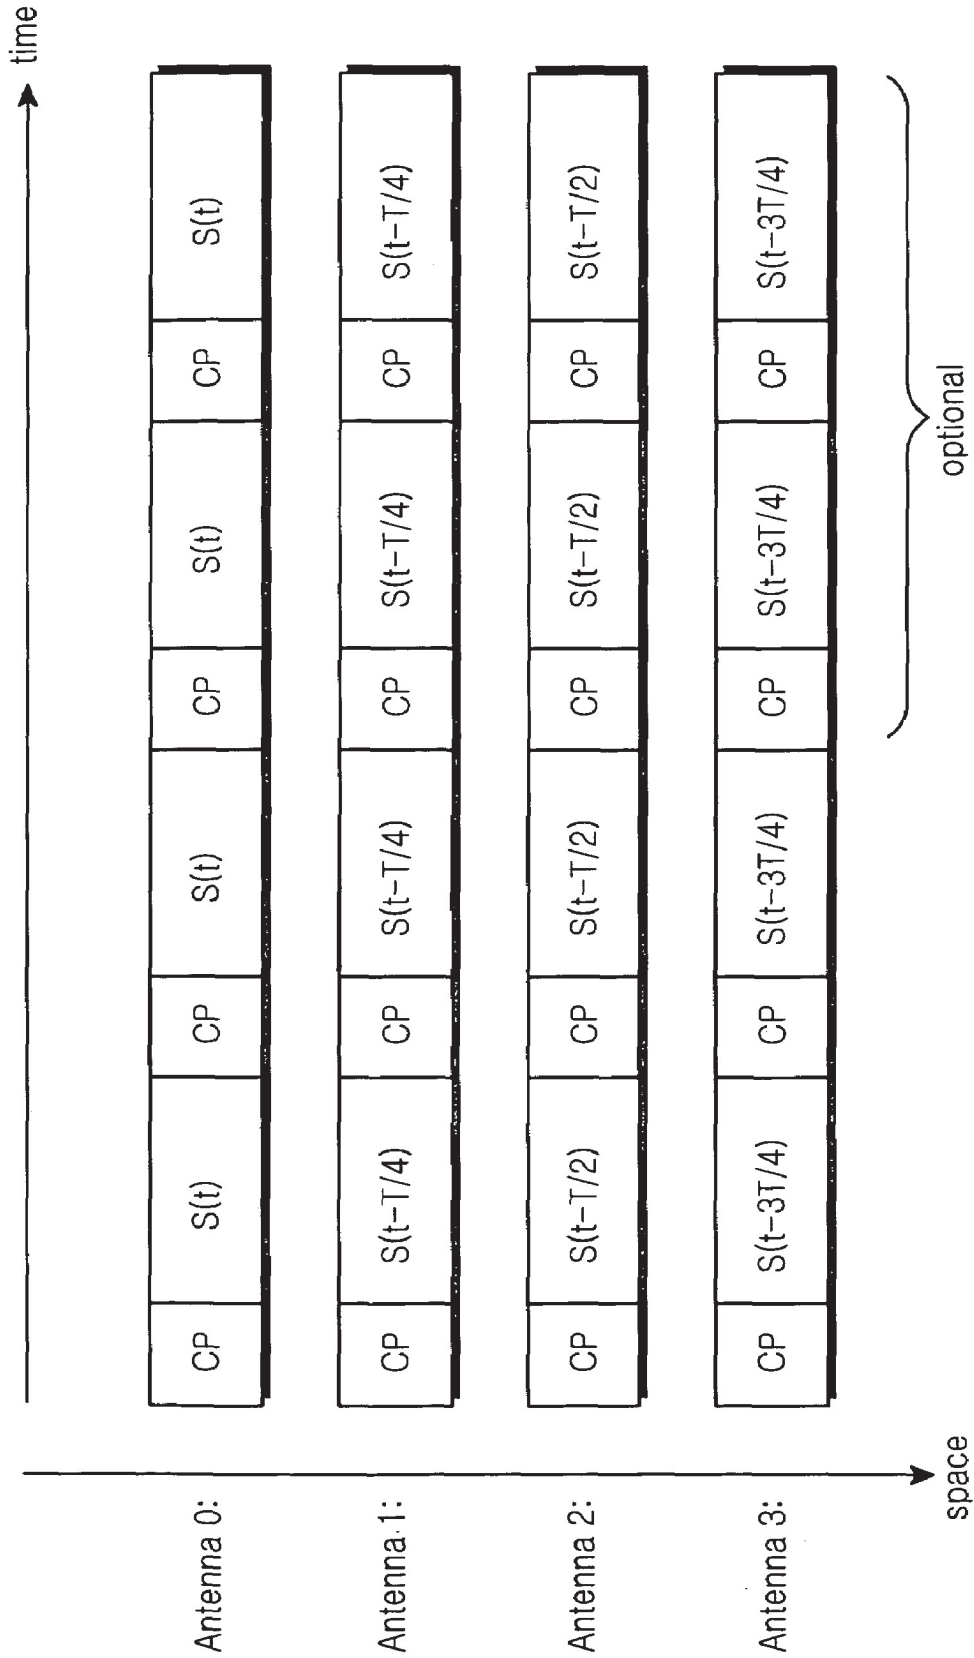 time
Antenna 0: CP S(t) CP S(t) CP S(t) CP S(t)
Antenna 1: CP S(t-T/4) CP S(t-T/4) CP S(t-T/4) CP S(t-T/4)
Antenna 2: CP S(t-T/2) CP S(t-T/2) CP S(t-T/2) CP S(t-T/2)
Antenna 3: CP S(t-3T/4) CP S(t-3T/4) CP S(t-3T/4) CP S(t-3T/4)
space
optional